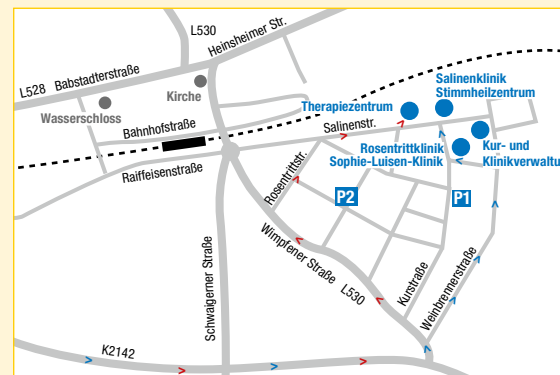 L530
Heinsheimer Str.
L528 Babstadterstraße
Kirche
Wasserschloss
Salinenklinik
Stimmheilzentrum
Therapiezentrum
Bahnhofstraße
Salinenstr.
Rosentrittklinik
Sophie-Luisen-Klinik
Kur- und
Klinikverwaltu
Raiffeisenstraße
Rosentrittstr.
P2
P1
Schwaigerner Straße
Wimpfener Straße L530
Kurstraße
Weinbrennerstraße
K2142